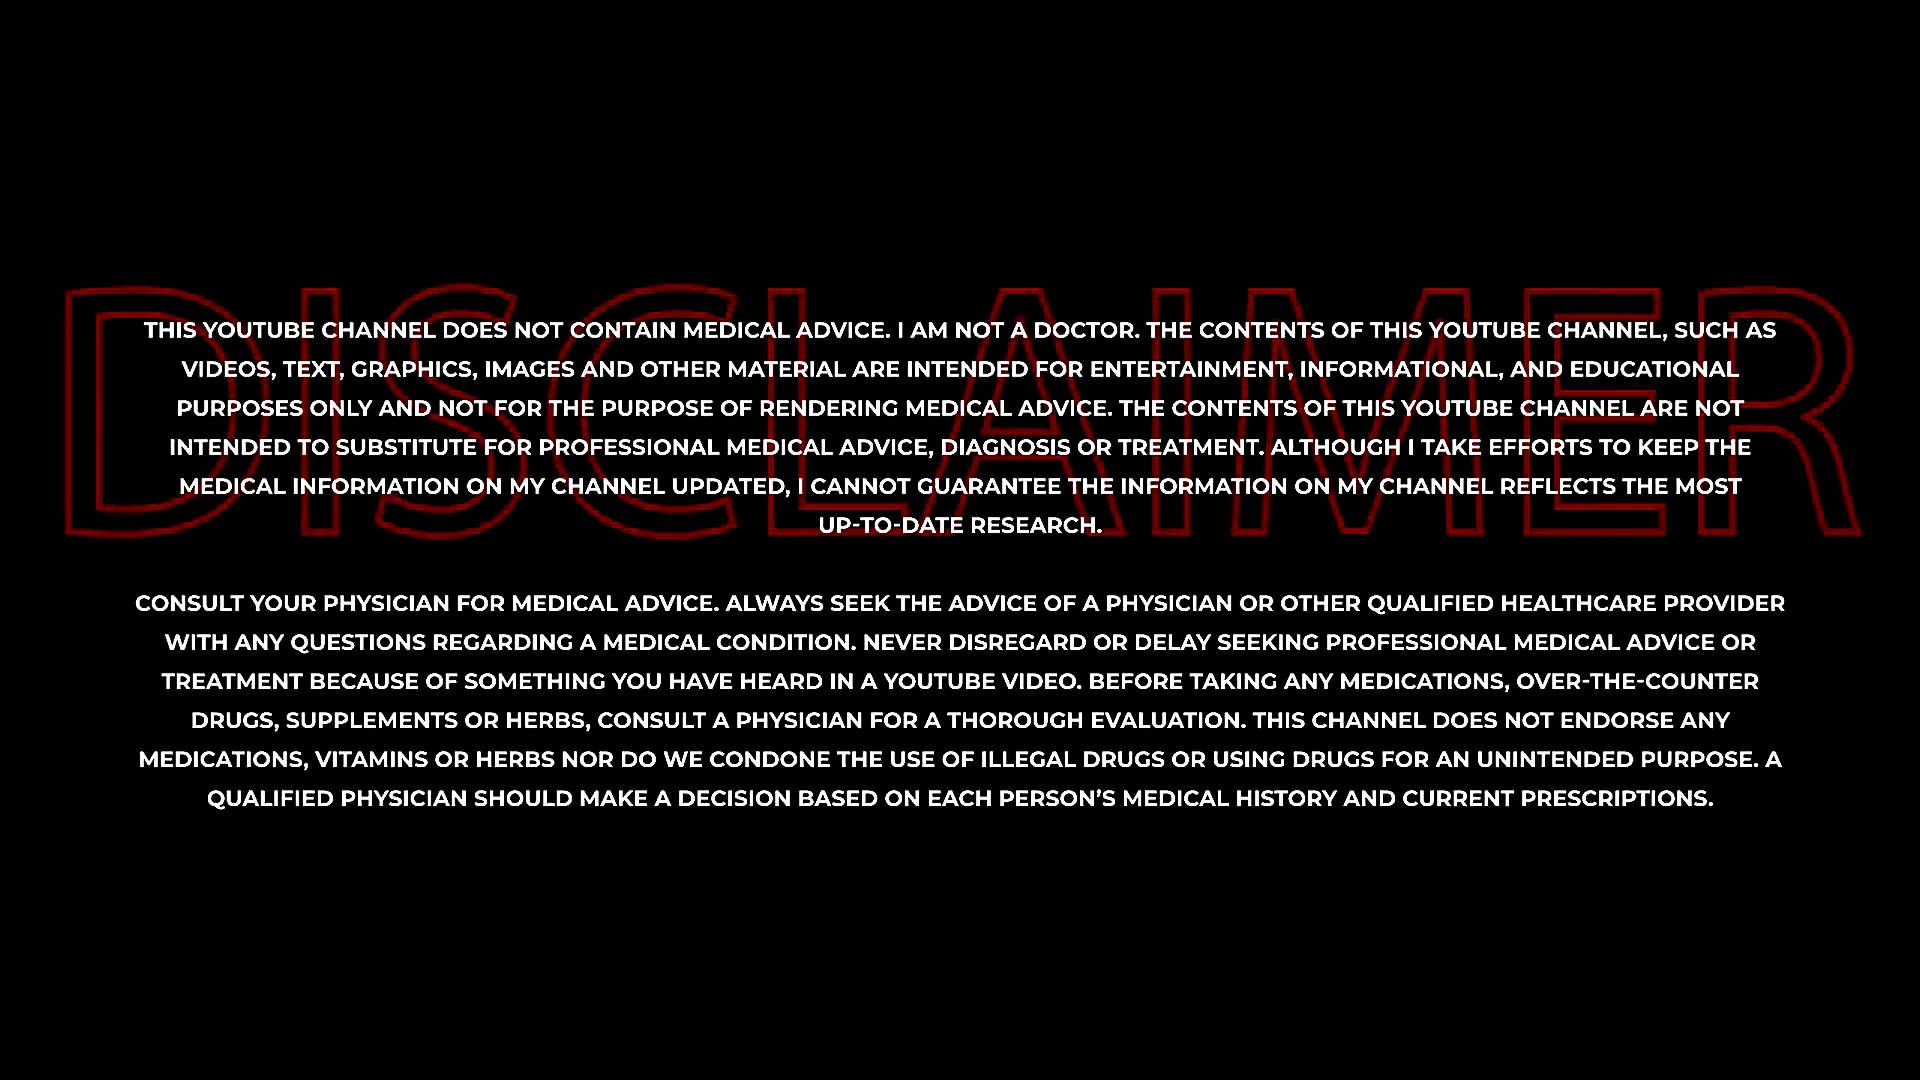 DISCLAIMER
THIS YOUTUBE CHANNEL DOES NOT CONTAIN MEDICAL ADVICE. I AM NOT A DOCTOR. THE CONTENTS OF THIS YOUTUBE CHANNEL, SUCH AS
VIDEOS, TEXT, GRAPHICS, IMAGES AND OTHER MATERIAL ARE INTENDED FOR ENTERTAINMENT, INFORMATIONAL, AND EDUCATIONAL
PURPOSES ONLY AND NOT FOR THE PURPOSE OF RENDERING MEDICAL ADVICE. THE CONTENTS OF THIS YOUTUBE CHANNEL ARE NOT
INTENDED TO SUBSTITUTE FOR PROFESSIONAL MEDICAL ADVICE, DIAGNOSIS OR TREATMENT. ALTHOUGH I TAKE EFFORTS TO KEEP THE
MEDICAL INFORMATION ON MY CHANNEL UPDATED, I CANNOT GUARANTEE THE INFORMATION ON MY CHANNEL REFLECTS THE MOST
UP-TO-DATE RESEARCH.
CONSULT YOUR PHYSICIAN FOR MEDICAL ADVICE. ALWAYS SEEK THE ADVICE OF A PHYSICIAN OR OTHER QUALIFIED HEALTHCARE PROVIDER
WITH ANY QUESTIONS REGARDING A MEDICAL CONDITION. NEVER DISREGARD OR DELAY SEEKING PROFESSIONAL MEDICAL ADVICE OR
TREATMENT BECAUSE OF SOMETHING YOU HAVE HEARD IN A YOUTUBE VIDEO. BEFORE TAKING ANY MEDICATIONS, OVER-THE-COUNTER
DRUGS, SUPPLEMENTS OR HERBS, CONSULT A PHYSICIAN FOR A THOROUGH EVALUATION. THIS CHANNEL DOES NOT ENDORSE ANY
MEDICATIONS, VITAMINS OR HERBS NOR DO WE CONDONE THE USE OF ILLEGAL DRUGS OR USING DRUGS FOR AN UNINTENDED PURPOSE. A
QUALIFIED PHYSICIAN SHOULD MAKE A DECISION BASED ON EACH PERSON’S MEDICAL HISTORY AND CURRENT PRESCRIPTIONS.